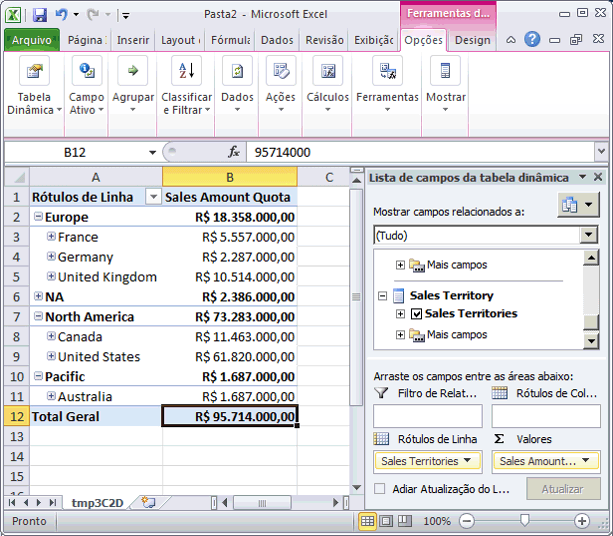 Pasta2 - Microsoft Excel
Ferramentas d...
Arquivo Página Inserir Layout Fórmula Dados Revisão Exibição Opções Design
Tabela Dinâmica
Campo Ativo
Agrupar
Classificar e Filtrar
Dados
Ações
Cálculos
Ferramentas
Mostrar
B12 fx 95714000
A B C
1 Rótulos de Linha Sales Amount Quota
2 Europe R$ 18.358.000,00
3 France R$ 5.557.000,00
4 Germany R$ 2.287.000,00
5 United Kingdom R$ 10.514.000,00
6 NA R$ 2.386.000,00
7 North America R$ 73.283.000,00
8 Canada R$ 11.463.000,00
9 United States R$ 61.820.000,00
10 Pacific R$ 1.687.000,00
11 Australia R$ 1.687.000,00
12 Total Geral R$ 95.714.000,00
13
14
15
tmp3C2D
Lista de campos da tabela dinâmica
Mostrar campos relacionados a:
(Tudo)
Mais campos
Sales Territory
Sales Territories
Mais campos
Arraste os campos entre as áreas abaixo:
Filtro de Relat... Rótulos de Col...
Rótulos de Linha Σ Valores
Sales Territories Sales Amount...
Adiar Atualização do L... Atualizar
Pronto 100%